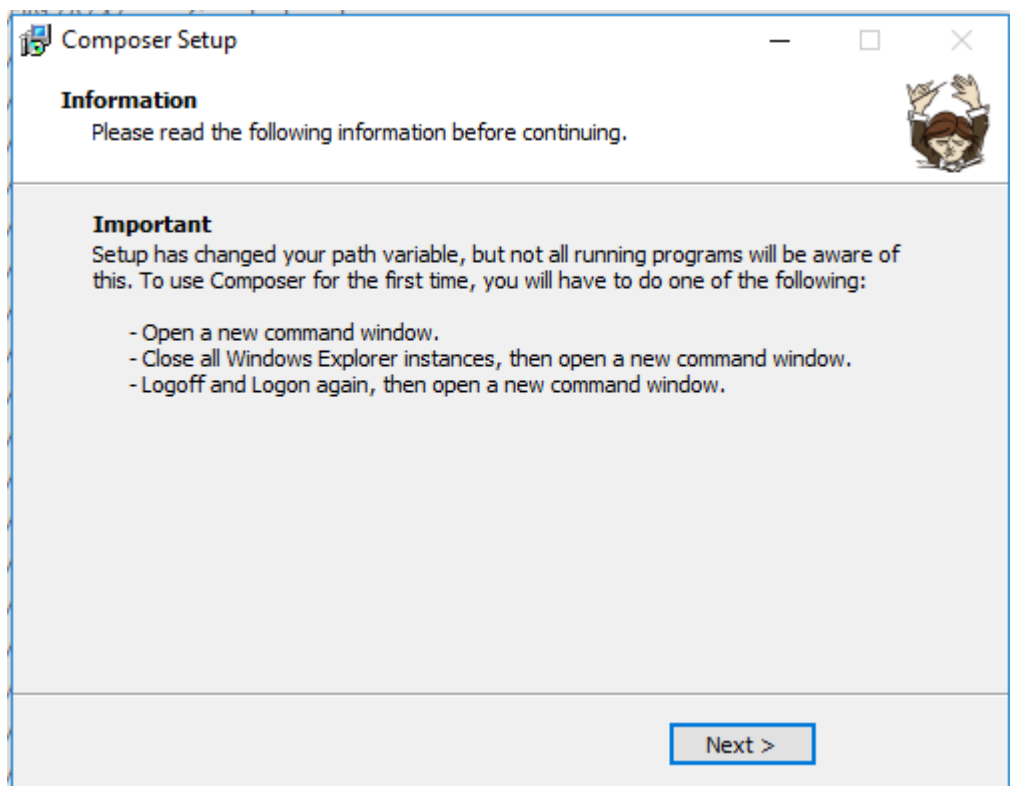 Composer Setup
Information
Please read the following information before continuing.
Important
Setup has changed your path variable, but not all running programs will be aware of
this. To use Composer for the first time, you will have to do one of the following:
- Open a new command window.
- Close all Windows Explorer instances, then open a new command window.
- Logoff and Logon again, then open a new command window.
Next >